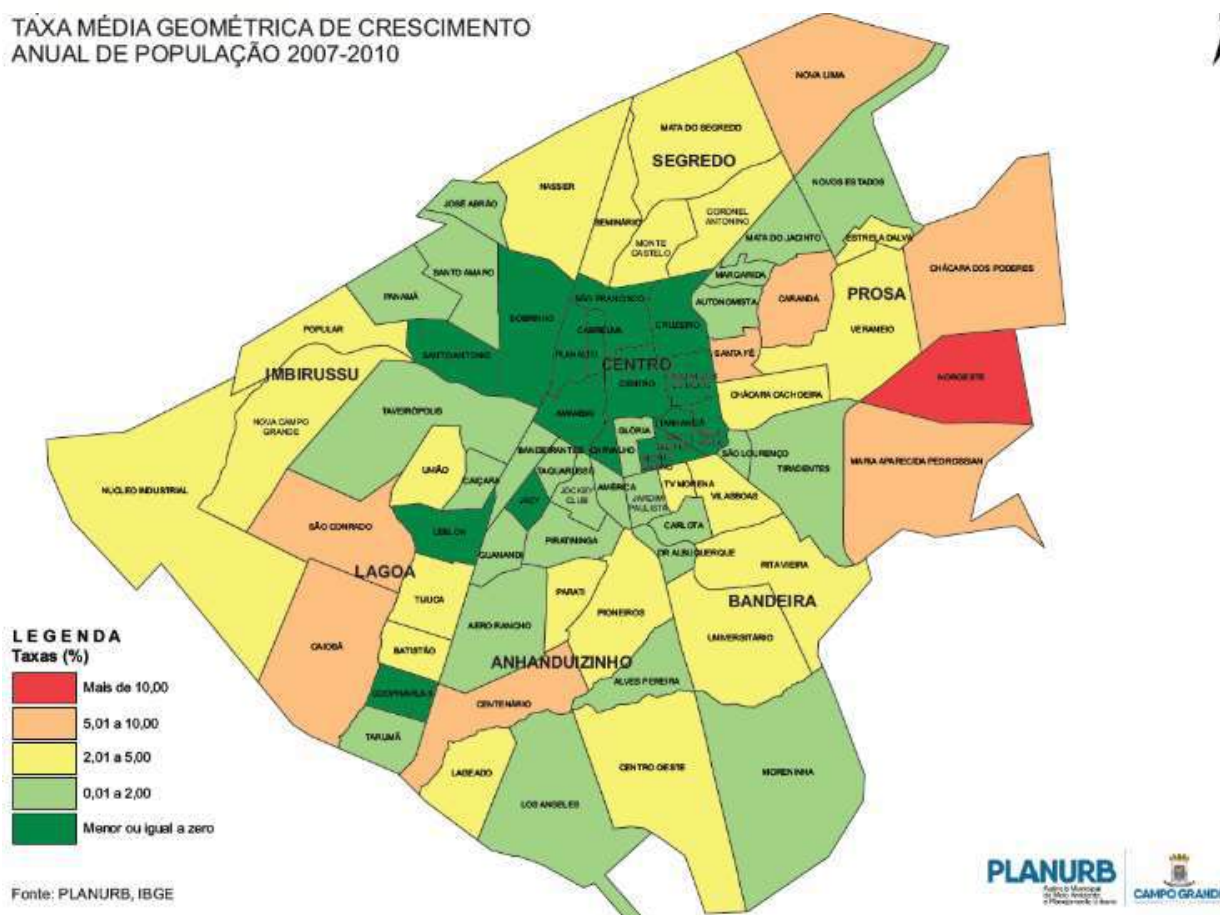 TAXA MÉDIA GEOMÉTRICA DE CRESCIMENTO
ANUAL DE POPULAÇÃO 2007-2010
NOVA LIMA
MATA DO SEGREDO
SEGREDO
NASSER
NOVOS ESTADOS
JOSÉ ABRÃO
SEMINÁRIO
CORONEL
ANTONINO
MONTE
CASTELO
MATA DO JACINTO
ESTRELA DALVA
SANTO AMARO
MARGARIDA
CHÁCARA DOS PODERES
PANAMÁ
SÃO FRANCISCO
AUTONOMISTA
CARANDÁ
PROSA
SOBRINHO
CABREÚVA
CRUZEIRO
VERANEIO
POPULAR
SANTO ANTONIO
PLANALTO
SANTA FÉ
IMBIRUSSU
CENTRO
CENTRO
NOROESTE
CHÁCARA CACHOEIRA
TAVEIRÓPOLIS
AMAMBAI
NOVA CAMPO
GRANDE
GLÓRIA
BANDEIRANTES
CARVALHO
SÃO LOURENÇO
TIRADENTES
MARIA APARECIDA PEDROSSIAN
UNIÃO
TAQUARUSSU
CAIÇARA
NÚCLEO INDUSTRIAL
JACY
JOCKEY
CLUB
AMÉRICA
TV MORENA
VILASBOAS
JARDIM
PAULISTA
SÃO CONRADO
LEBLON
CARLOTA
GUANANDI
PIRATININGA
DR ALBUQUERQUE
RITA VIEIRA
LAGOA
TIJUCA
PARATI
PIONEIROS
BANDEIRA
AERO RANCHO
UNIVERSITÁRIO
CAIOBÁ
BATISTÃO
ANHANDUIZINHO
ALVES PEREIRA
CENTENÁRIO
TARUMÃ
LAGEADO
CENTRO OESTE
MORENINHA
LOS ANGELES
LEGENDA
Taxas (%)
Mais de 10,00
5,01 a 10,00
2,01 a 5,00
0,01 a 2,00
Menor ou igual a zero
Fonte: PLANURB, IBGE
PLANURB
CAMPO GRANDE